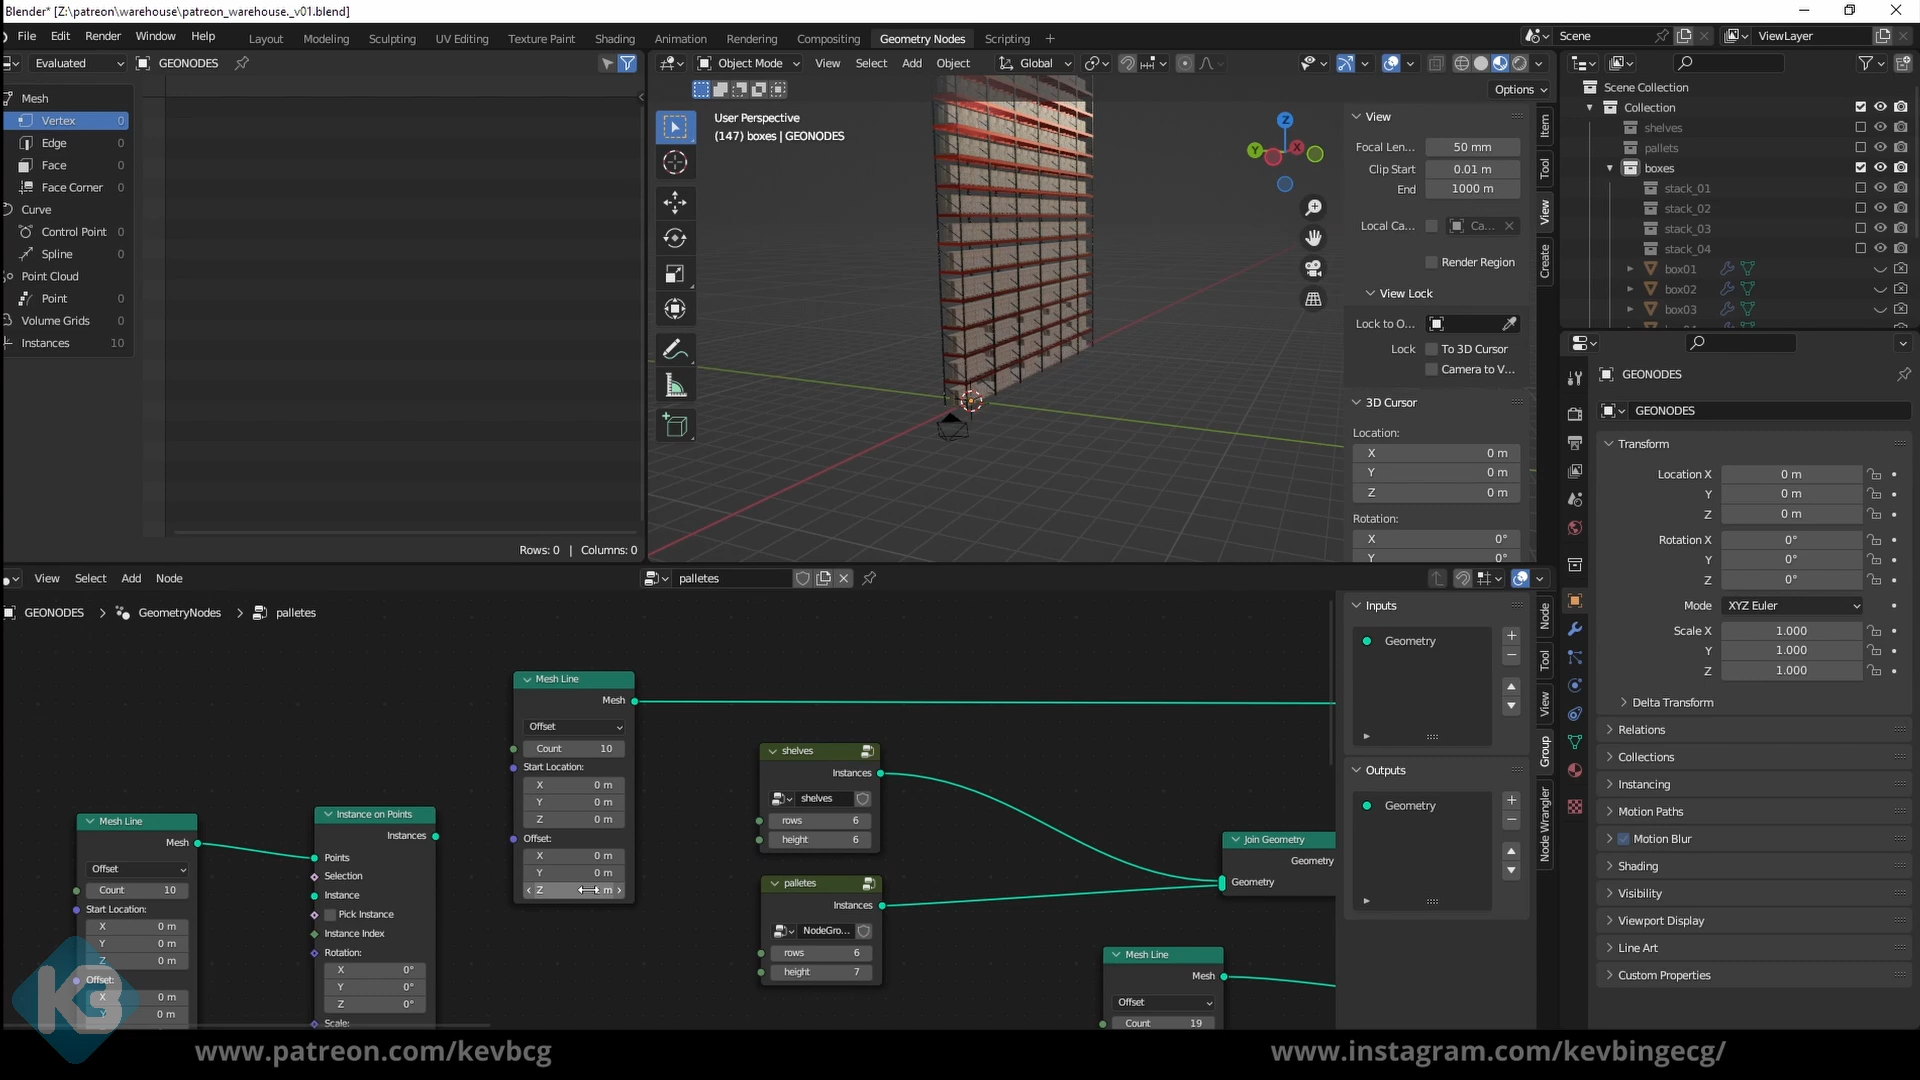 Blender* [Z:\patreon\warehouse\patreon_warehouse._v01.blend]
File Edit Render Window Help Layout Modeling Sculpting UV Editing Texture Paint Shading Animation Rendering Compositing Geometry Nodes Scripting + Scene ViewLayer
Evaluated GEONODES
Object Mode View Select Add Object Global
Options
Mesh
Vertex 0
Edge 0
Face 0
Face Corner 0
Curve
Control Point 0
Spline 0
Point Cloud
Point 0
Volume Grids 0
Instances 10
Rows: 0 | Columns: 0
User Perspective
(147) boxes | GEONODES
Z
Y
X
View
Focal Len... 50 mm
Clip Start 0.01 m
End 1000 m
Local Ca... Ca...
Render Region
View Lock
Lock to O...
Lock To 3D Cursor
Camera to V...
3D Cursor
Location:
X 0 m
Y 0 m
Z 0 m
Rotation:
X 0°
Y 0°
Item
Tool
View
Create
Scene Collection
Collection
shelves
pallets
boxes
stack_01
stack_02
stack_03
stack_04
box01
box02
box03
GEONODES
GEONODES
Transform
Location X 0 m
Y 0 m
Z 0 m
Rotation X 0°
Y 0°
Z 0°
Mode XYZ Euler
Scale X 1.000
Y 1.000
Z 1.000
Delta Transform
Relations
Collections
Instancing
Motion Paths
Motion Blur
Shading
Visibility
Viewport Display
Line Art
Custom Properties
View Select Add Node palletes
GEONODES > GeometryNodes > palletes
Mesh Line
Mesh
Offset
Count 10
Start Location:
X 0 m
Y 0 m
Z 0 m
Offset:
X 0 m
Y 0 m
Instance on Points
Instances
Points
Selection
Instance
Pick Instance
Instance Index
Rotation:
X 0°
Y 0°
Z 0°
Scale:
Mesh Line
Mesh
Offset
Count 10
Start Location:
X 0 m
Y 0 m
Z 0 m
Offset:
X 0 m
Y 0 m
Z m
shelves
Instances
shelves
rows 6
height 6
palletes
Instances
NodeGro...
rows 6
height 7
Join Geometry
Geometry
Geometry
Mesh Line
Mesh
Offset
Count 19
Inputs
Geometry
Outputs
Geometry
Node
Tool
View
Group
Node Wrangler
KB
www.patreon.com/kevbcg
www.instagram.com/kevbingecg/